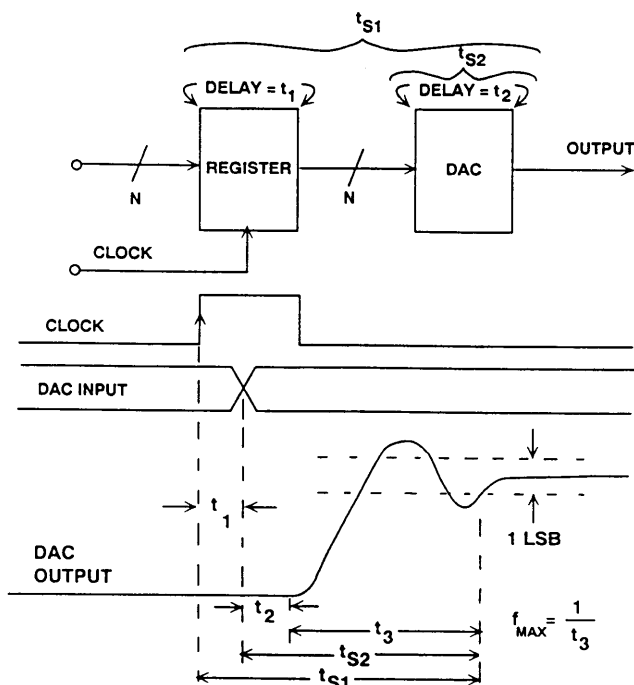 tS1
tS2
DELAY = t1
DELAY = t2
N
REGISTER
N
DAC
OUTPUT
CLOCK
CLOCK
DAC INPUT
t1
1 LSB
DAC
OUTPUT
t2
t3
fMAX = 1/t3
tS2
tS1